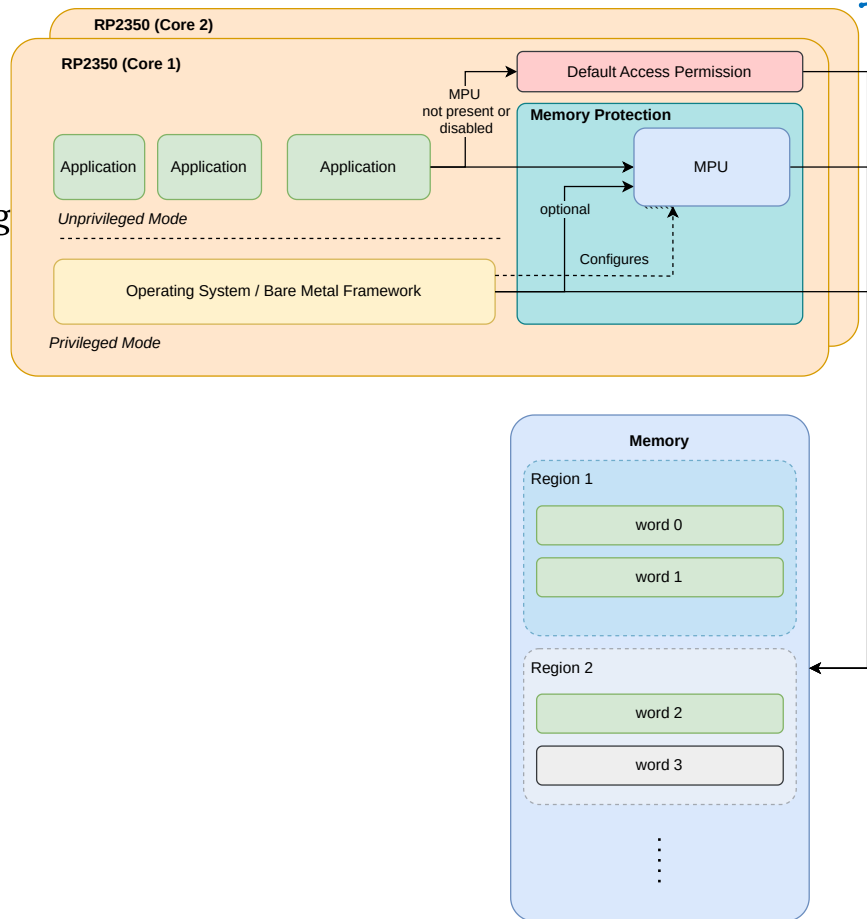 RP2350 (Core 2)
RP2350 (Core 1)
Default Access Permission
MPU
not present or
disabled
Memory Protection
Application
Application
Application
MPU
g
Unprivileged Mode
optional
Configures
Operating System / Bare Metal Framework
Privileged Mode
Memory
Region 1
word 0
word 1
Region 2
word 2
word 3